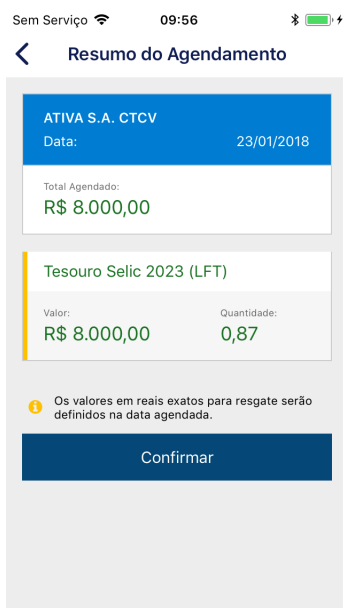 Sem Serviço 09:56
Resumo do Agendamento
ATIVA S.A. CTCV
Data: 23/01/2018
Total Agendado:
R$ 8.000,00
Tesouro Selic 2023 (LFT)
Valor: Quantidade:
R$ 8.000,00 0,87
Os valores em reais exatos para resgate serão
definidos na data agendada.
Confirmar